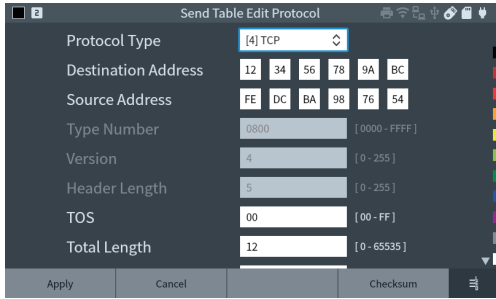 2 Send Table Edit Protocol
Protocol Type [4] TCP
Destination Address 12 34 56 78 9A BC
Source Address FE DC BA 98 76 54
Type Number 0800 [ 0000 - FFFF ]
Version 4 [ 0 - 255 ]
Header Length 5 [ 0 - 255 ]
TOS 00 [ 00 - FF ]
Total Length 12 [ 0 - 65535 ]
Apply Cancel Checksum